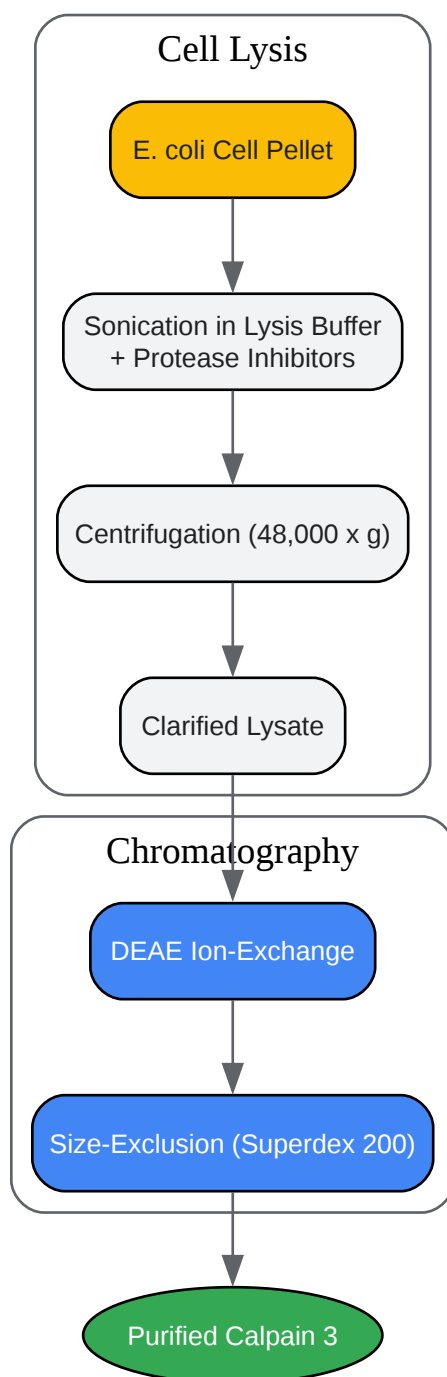 Cell Lysis
E. coli Cell Pellet
Sonication in Lysis Buffer
+ Protease Inhibitors
Centrifugation (48,000 x g)
Clarified Lysate
Chromatography
DEAE Ion-Exchange
Size-Exclusion (Superdex 200)
Purified Calpain 3